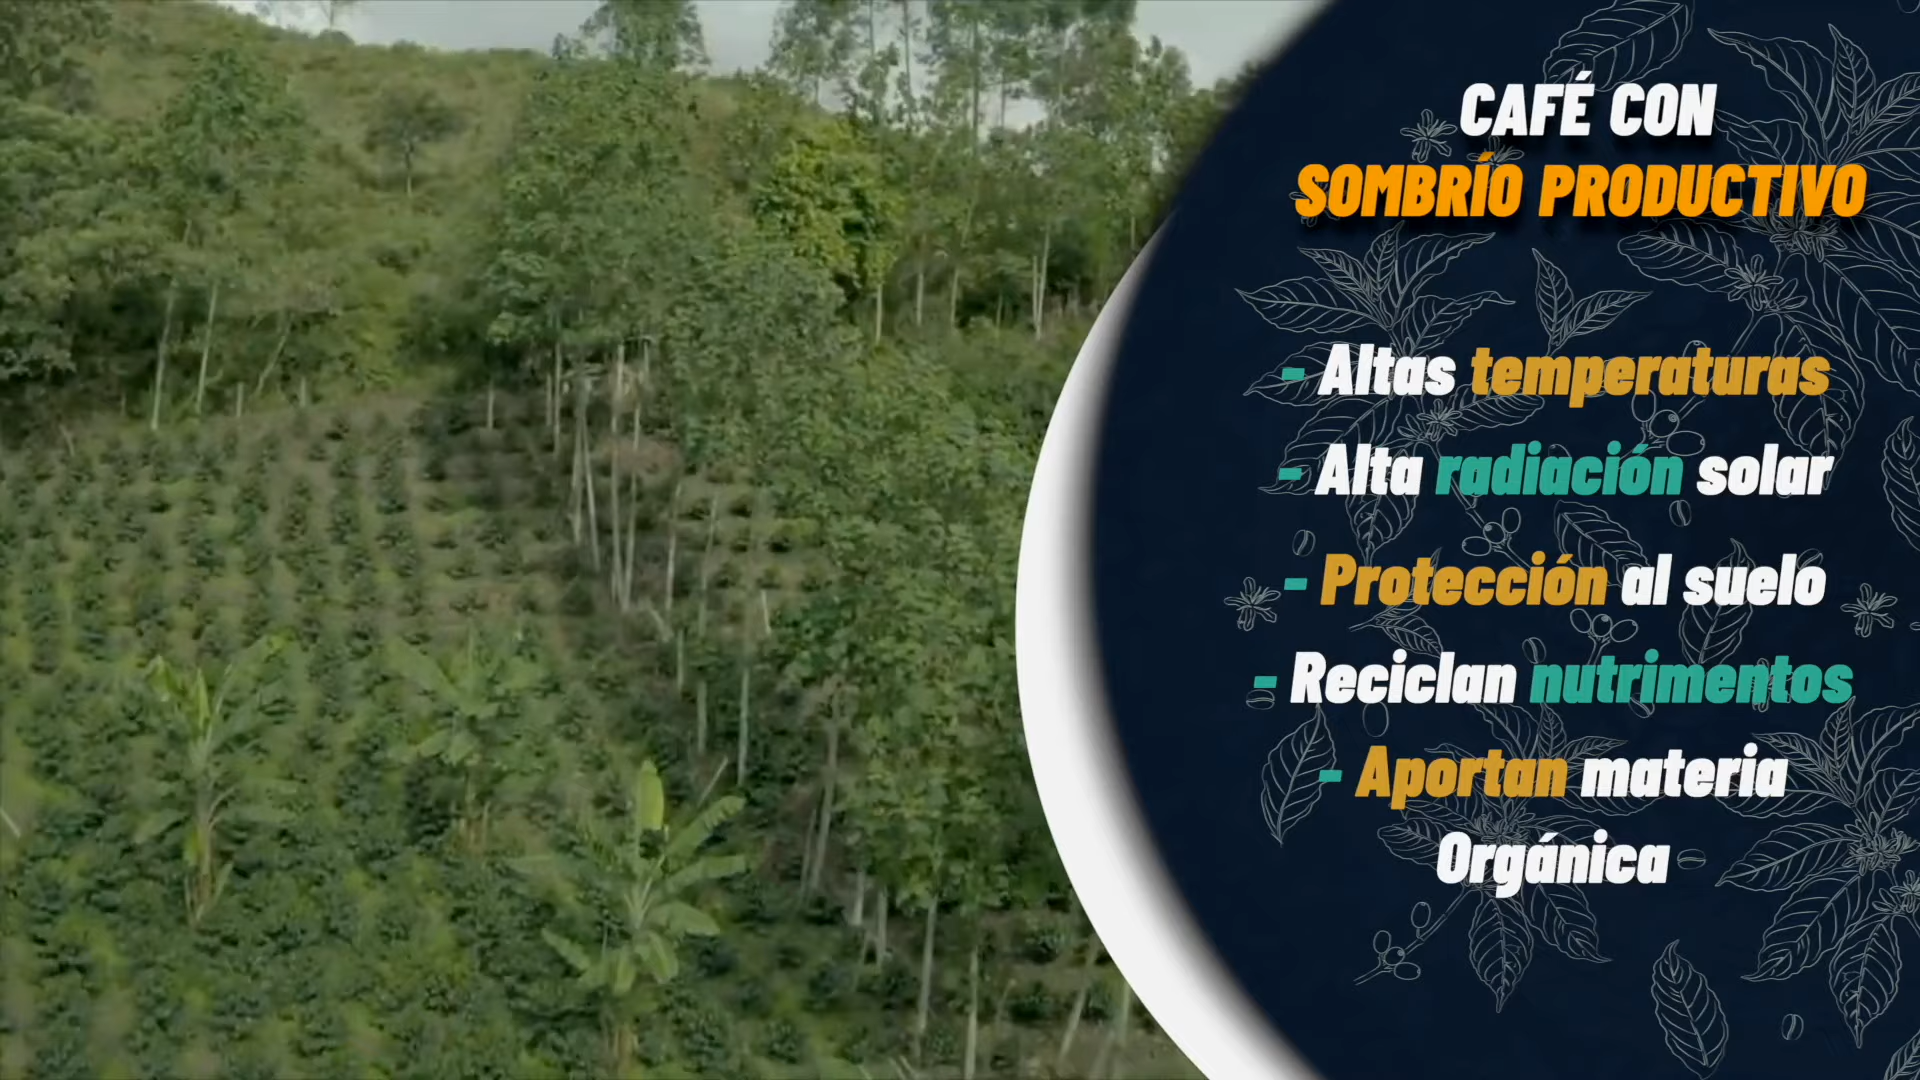 CAFÉ CON
SOMBRÍO PRODUCTIVO
- Altas temperaturas
- Alta radiación solar
- Protección al suelo
- Reciclan nutrimentos
- Aportan materia
Orgánica